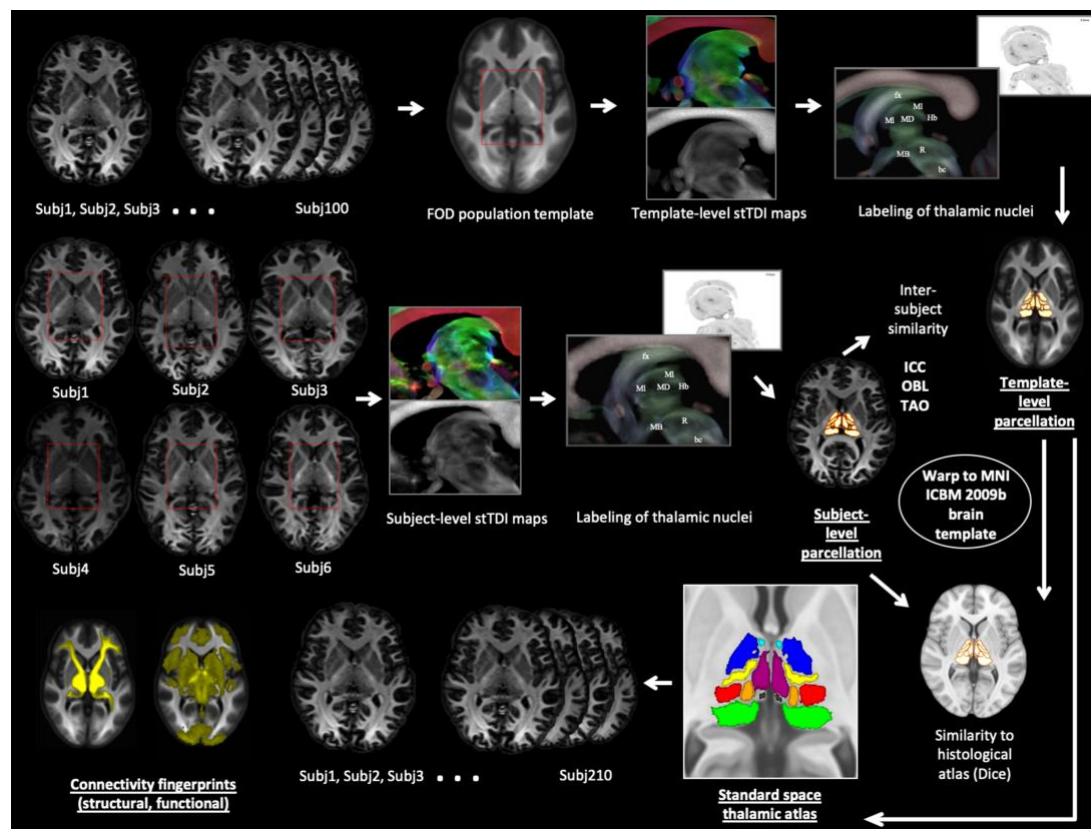 Subj1, Subj2, Subj3 . . .
Subj100
FOD population template
Template-level stTDI maps
fx
Ml
Ml
MD
Hb
MB
R
bc
Labeling of thalamic nuclei
Subj1
Subj2
Subj3
Subj4
Subj5
Subj6
Subject-level stTDI maps
fx
Ml
Ml
MD
Hb
MB
R
bc
Labeling of thalamic nuclei
Inter-
subject
similarity
ICC
OBL
TAO
Subject-
level
parcellation
Template-
level
parcellation
Warp to MNI
ICBM 2009b
brain
template
Similarity to
histological
atlas (Dice)
Standard space
thalamic atlas
Subj1, Subj2, Subj3 . . .
Subj210
Connectivity fingerprints
(structural, functional)